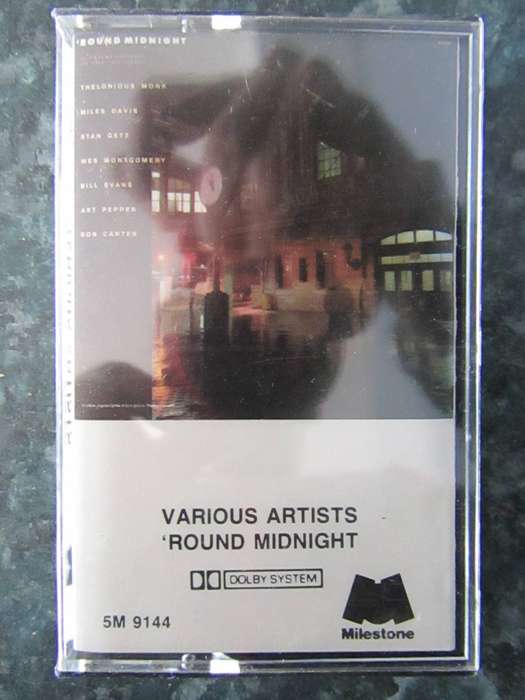 'ROUND MIDNIGHT
THELONIOUS MONK
MILES DAVIS
STAN GETZ
WES MONTGOMERY
BILL EVANS
ART PEPPER
RON CARTER
VARIOUS ARTISTS
'ROUND MIDNIGHT
DOLBY SYSTEM
5M 9144
Milestone